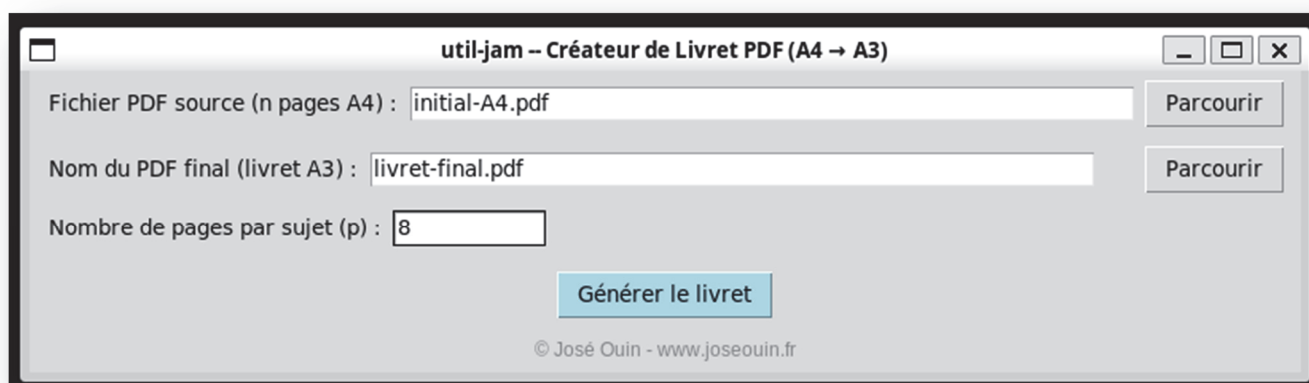 util-jam -- Créateur de Livret PDF (A4 → A3)
Fichier PDF source (n pages A4) : initial-A4.pdf Parcourir
Nom du PDF final (livret A3) : livret-final.pdf Parcourir
Nombre de pages par sujet (p) : 8
Générer le livret
© José Ouin - www.joseouin.fr